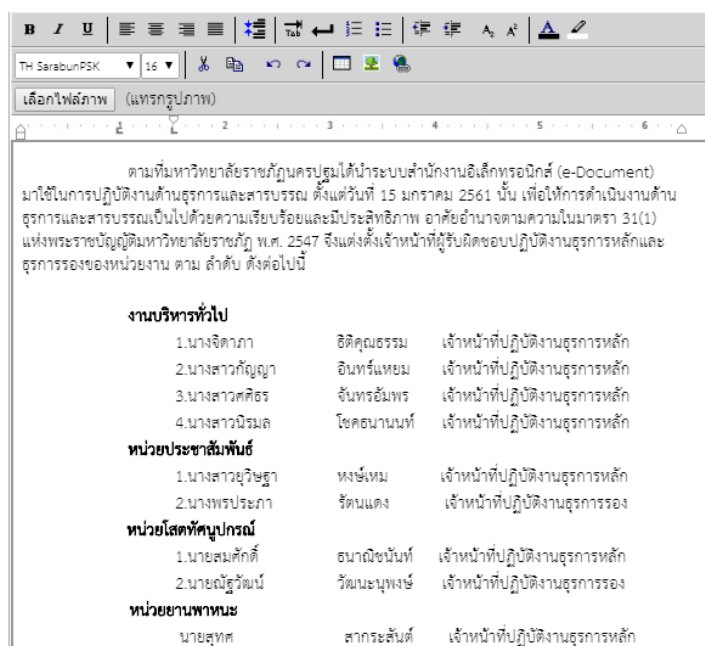 B I U Tab A₂ A² A
TH SarabunPSK 16
เลือกไฟล์ภาพ (แทรกรูปภาพ)
1 2 3 4 5 6
ตามที่มหาวิทยาลัยราชภัฏนครปฐมได้นำระบบสำนักงานอิเล็กทรอนิกส์ (e-Document)
มาใช้ในการปฏิบัติงานด้านธุรการและสารบรรณ ตั้งแต่วันที่ 15 มกราคม 2561 นั้น เพื่อให้การดำเนินงานด้าน
ธุรการและสารบรรณเป็นไปด้วยความเรียบร้อยและมีประสิทธิภาพ อาศัยอำนาจตามความในมาตรา 31(1)
แห่งพระราชบัญญัติมหาวิทยาลัยราชภัฏ พ.ศ. 2547 จึงแต่งตั้งเจ้าหน้าที่ผู้รับผิดชอบปฏิบัติงานธุรการหลักและ
ธุรการรองของหน่วยงาน ตาม ลำดับ ดังต่อไปนี้
งานบริหารทั่วไป
1.นางจิดาภา ธิติคุณธรรม เจ้าหน้าที่ปฏิบัติงานธุรการหลัก
2.นางสาวกัญญา อินทร์แหยม เจ้าหน้าที่ปฏิบัติงานธุรการหลัก
3.นางสาวศศิธร จันทรอัมพร เจ้าหน้าที่ปฏิบัติงานธุรการหลัก
4.นางสาวนิรมล โชคธนานนท์ เจ้าหน้าที่ปฏิบัติงานธุรการหลัก
หน่วยประชาสัมพันธ์
1.นางสาวยุวิษฐา หงษ์เหม เจ้าหน้าที่ปฏิบัติงานธุรการหลัก
2.นางพรประภา รัตนแดง เจ้าหน้าที่ปฏิบัติงานธุรการรอง
หน่วยโสตทัศนูปกรณ์
1.นายสมศักดิ์ ธนาณิชนันท์ เจ้าหน้าที่ปฏิบัติงานธุรการหลัก
2.นายณัฐวัฒน์ วัฒนะนุพงษ์ เจ้าหน้าที่ปฏิบัติงานธุรการรอง
หน่วยยานพาหนะ
นายสุทศ สากระสันต์ เจ้าหน้าที่ปฏิบัติงานธุรการหลัก